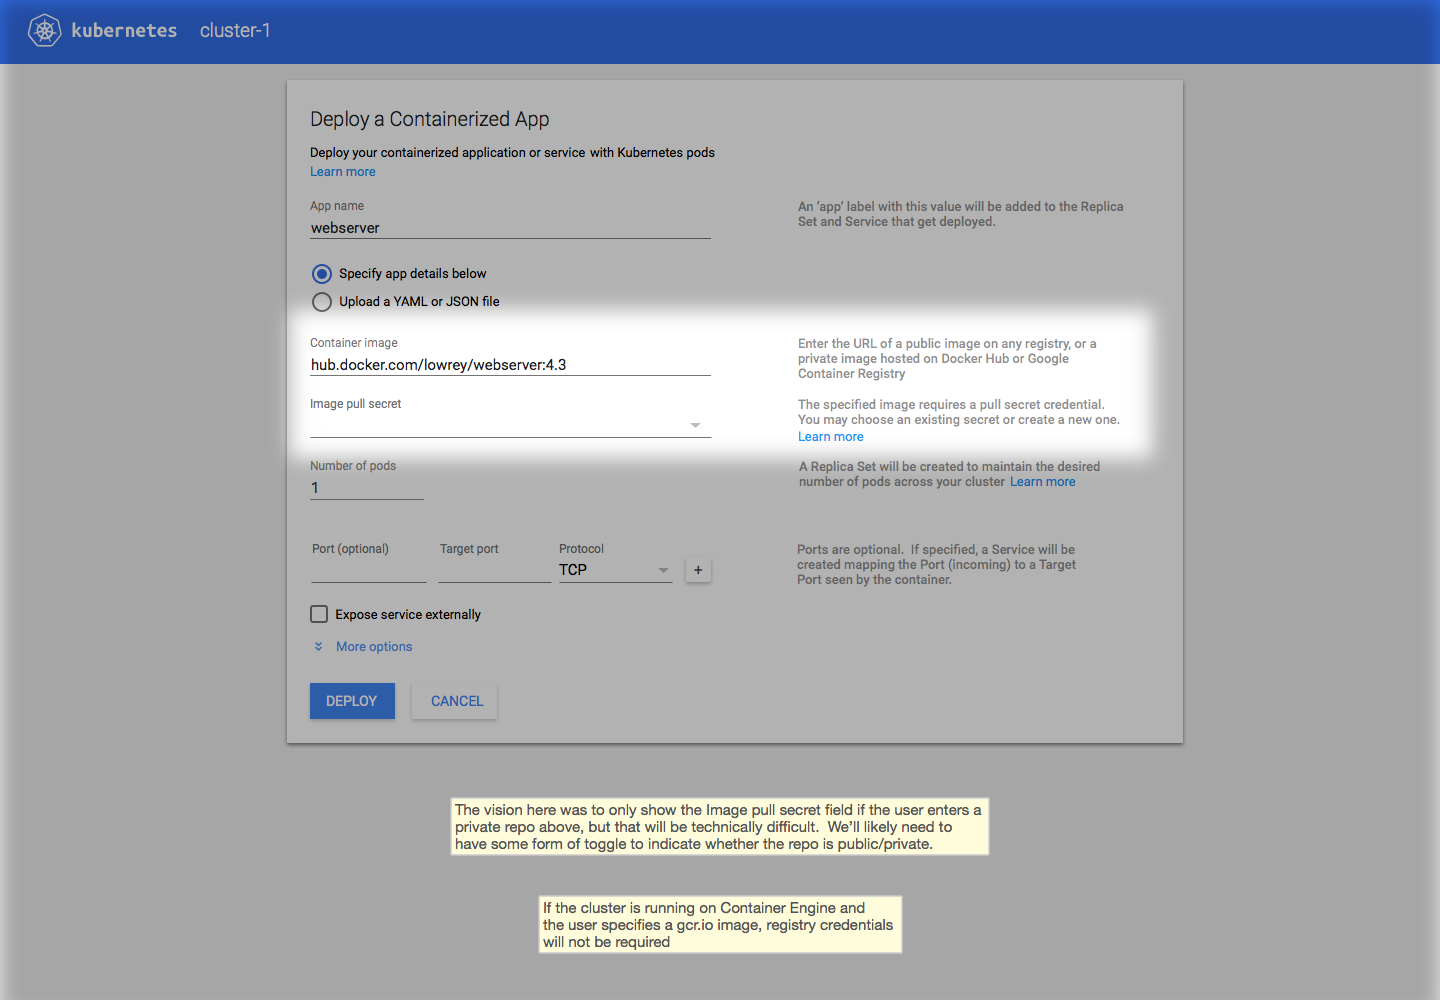 kubernetes cluster-1
Deploy a Containerized App
Deploy your containerized application or service with Kubernetes pods
Learn more
App name
webserver
An ‘app’ label with this value will be added to the Replica
Set and Service that get deployed.
Specify app details below
Upload a YAML or JSON file
Container image
hub.docker.com/lowrey/webserver:4.3
Enter the URL of a public image on any registry, or a
private image hosted on Docker Hub or Google
Container Registry
Image pull secret
The specified image requires a pull secret credential.
You may choose an existing secret or create a new one.
Learn more
Number of pods
1
A Replica Set will be created to maintain the desired
number of pods across your cluster Learn more
Port (optional) Target port Protocol
TCP +
Ports are optional. If specified, a Service will be
created mapping the Port (incoming) to a Target
Port seen by the container.
Expose service externally
More options
DEPLOY CANCEL
The vision here was to only show the Image pull secret field if the user enters a
private repo above, but that will be technically difficult. We’ll likely need to
have some form of toggle to indicate whether the repo is public/private.
If the cluster is running on Container Engine and
the user specifies a gcr.io image, registry credentials
will not be required